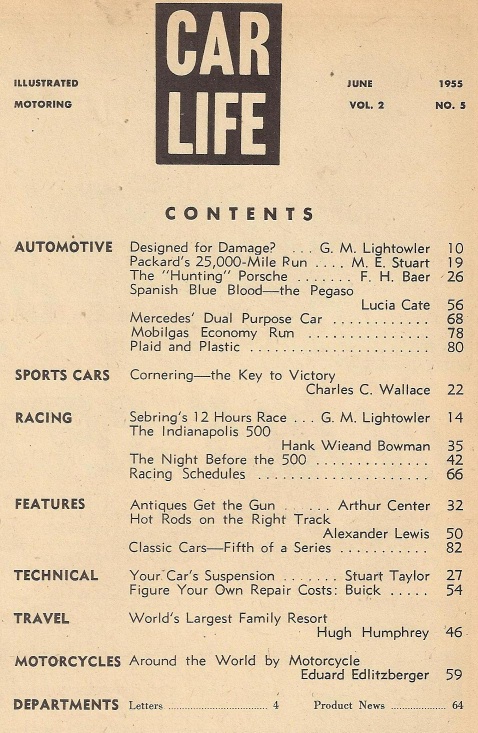 CAR
LIFE
ILLUSTRATED
MOTORING
JUNE 1955
VOL. 2 NO. 5
CONTENTS
AUTOMOTIVE Designed for Damage? ... G. M. Lightowler 10
Packard's 25,000-Mile Run .... M. E. Stuart 19
The "Hunting" Porsche ....... F. H. Baer 26
Spanish Blue Blood—the Pegaso
Lucia Cate 56
Mercedes' Dual Purpose Car ............ 68
Mobilgas Economy Run ................. 78
Plaid and Plastic ........................ 80
SPORTS CARS Cornering—the Key to Victory
Charles C. Wallace 22
RACING Sebring's 12 Hours Race ... G. M. Lightowler 14
The Indianapolis 500
Hank Wieand Bowman 35
The Night Before the 500 .............. 42
Racing Schedules ....................... 66
FEATURES Antiques Get the Gun ...... Arthur Center 32
Hot Rods on the Right Track
Alexander Lewis 50
Classic Cars—Fifth of a Series ........... 82
TECHNICAL Your Car's Suspension ....... Stuart Taylor 27
Figure Your Own Repair Costs: Buick ..... 54
TRAVEL World's Largest Family Resort
Hugh Humphrey 46
MOTORCYCLES Around the World by Motorcycle
Eduard Edlitzberger 59
DEPARTMENTS Letters .................................... 4 Product News .................... 64